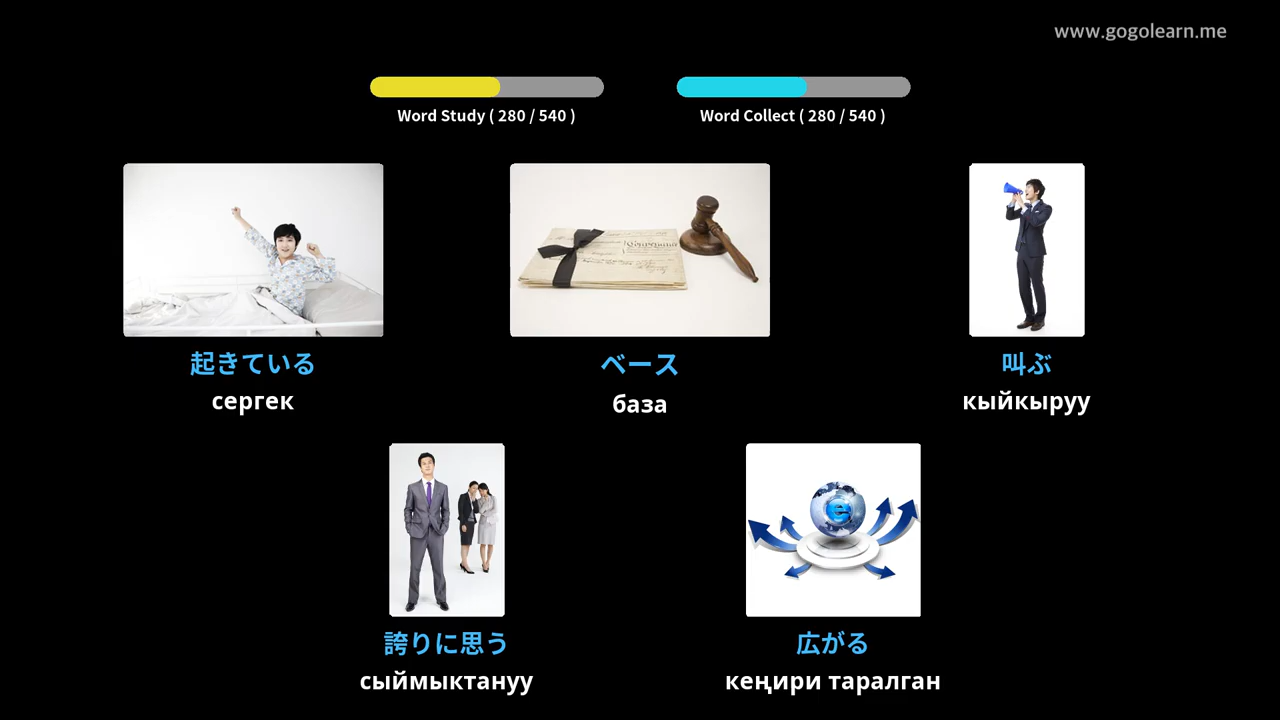 www.gogolearn.me
Word Study ( 280 / 540 )
Word Collect ( 280 / 540 )
起きている
сергек
ベース
база
叫ぶ
кыйкыруу
誇りに思う
сыймыктануу
広がる
e
кеңири таралган